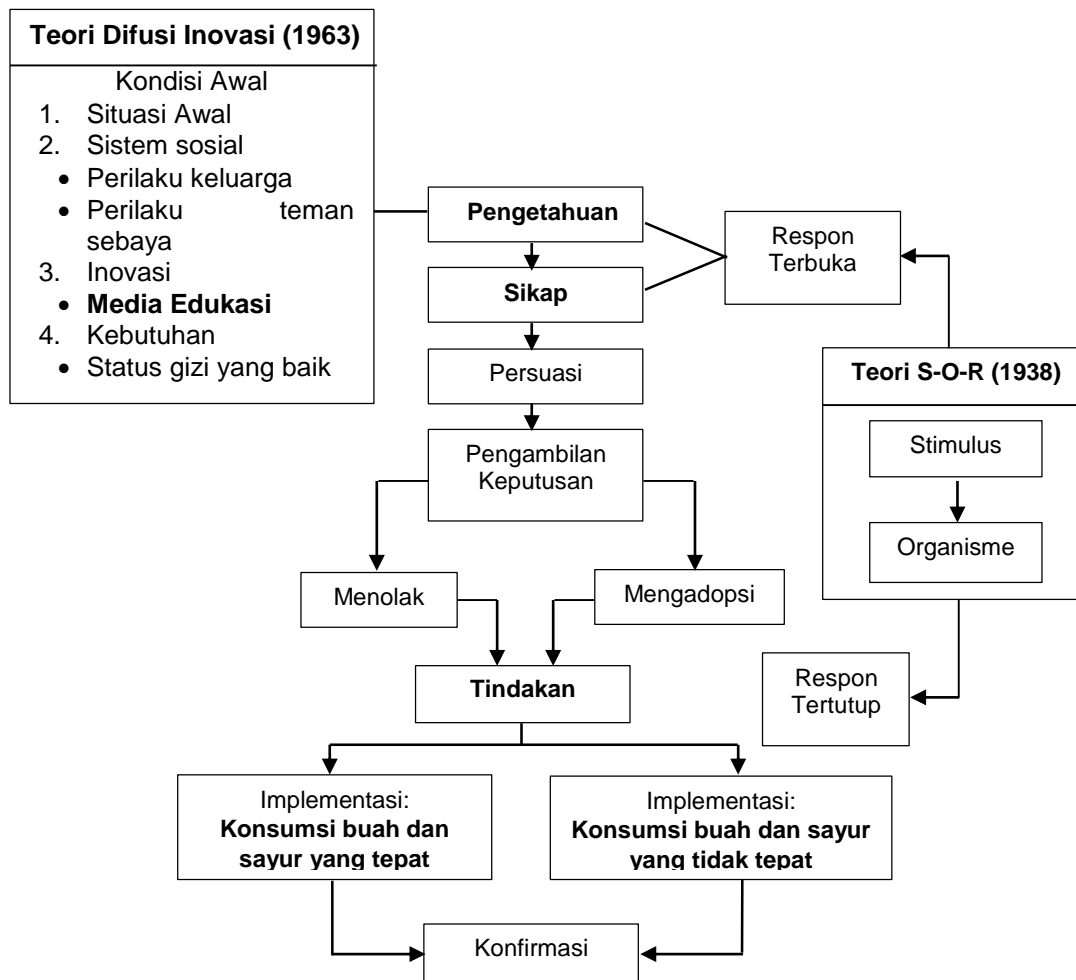 Teori Difusi Inovasi (1963)
Kondisi Awal
1. Situasi Awal
2. Sistem sosial
• Perilaku keluarga
• Perilaku teman
sebaya
3. Inovasi
• Media Edukasi
4. Kebutuhan
• Status gizi yang baik
Pengetahuan
Sikap
Persuasi
Pengambilan
Keputusan
Menolak
Mengadopsi
Tindakan
Implementasi:
Konsumsi buah dan
sayur yang tepat
Implementasi:
Konsumsi buah dan sayur
yang tidak tepat
Konfirmasi
Respon
Terbuka
Teori S-O-R (1938)
Stimulus
Organisme
Respon
Tertutup